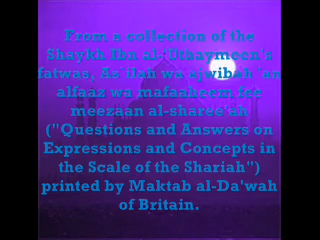 From a collection of the
Shaykh Ibn al-'Uthaymeen's
fatwas, As'ilah wa ajwibah 'an
alfaaz wa mafaaheem fee
meezaan al-sharee'ah
("Questions and Answers on
Expressions and Concepts in
the Scale of the Shariah")
printed by Maktab al-Da'wah
of Britain.